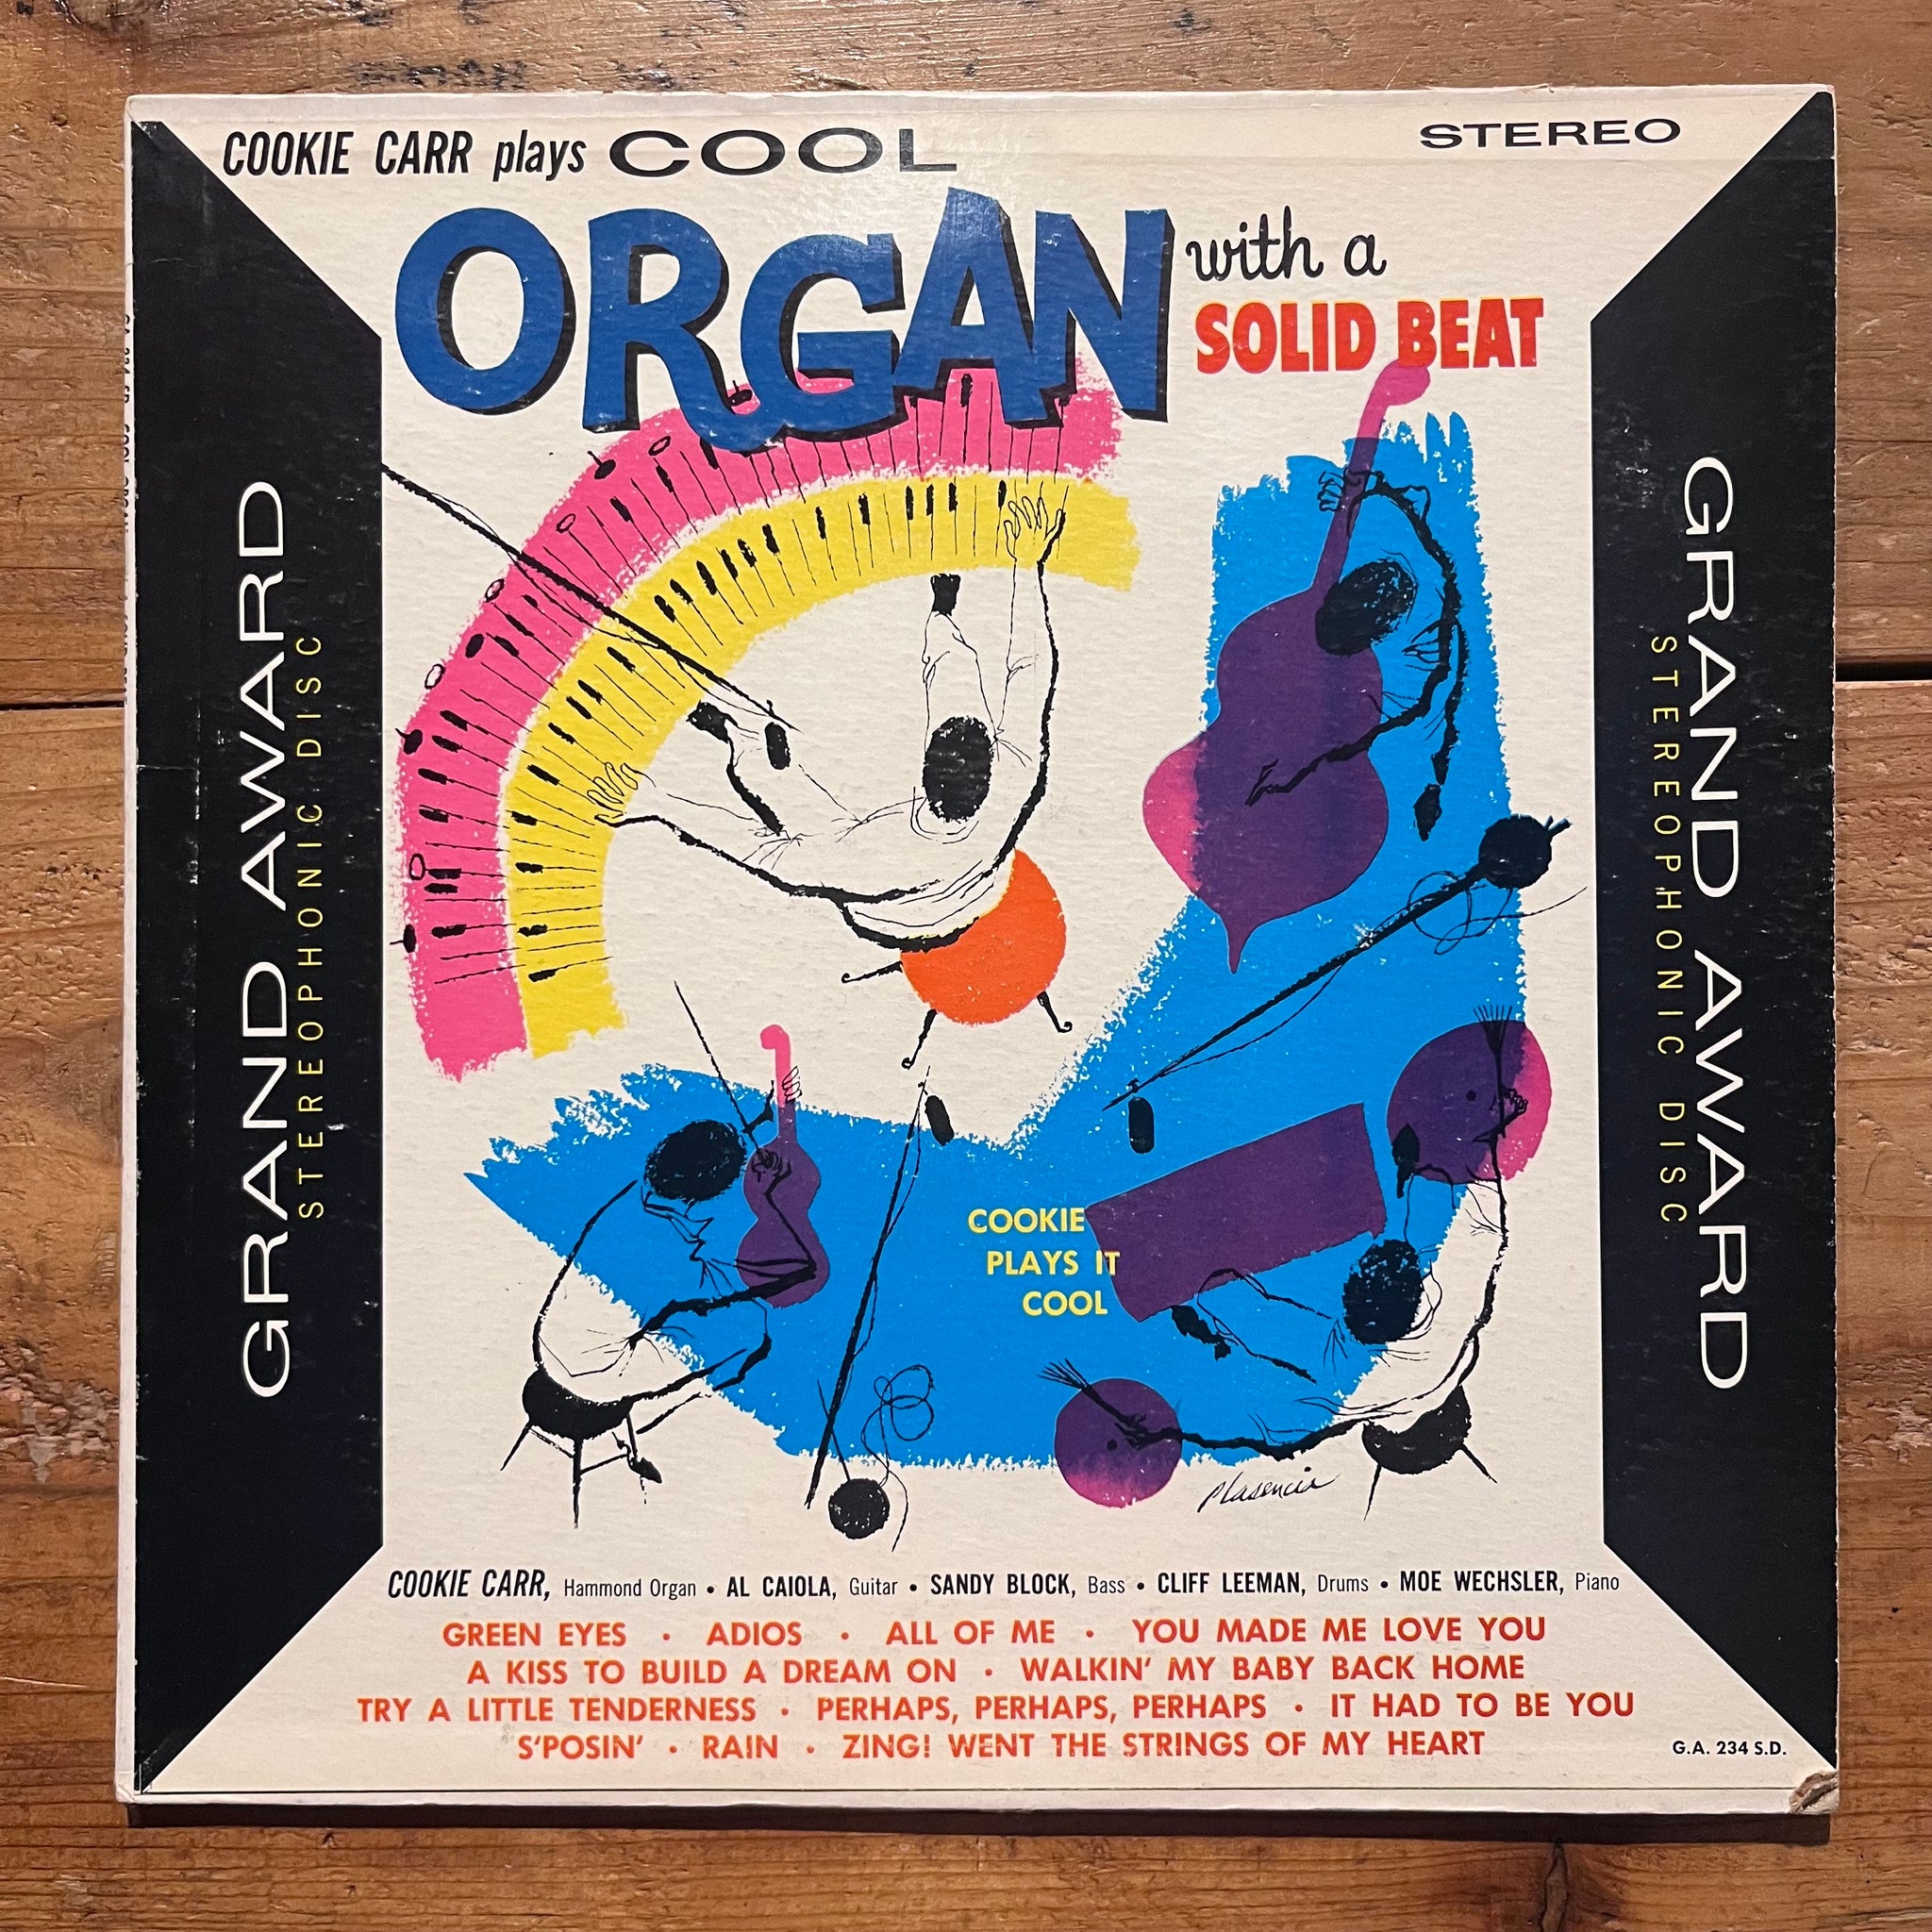 COOKIE CARR plays COOL
STEREO
ORGAN with a
SOLID BEAT
GRAND AWARD
STEREOPHONIC DISC
GRAND AWARD
STEREOPHONIC DISC
COOKIE
PLAYS IT
COOL
Plasencia
COOKIE CARR, Hammond Organ • AL CAIOLA, Guitar • SANDY BLOCK, Bass • CLIFF LEEMAN, Drums • MOE WECHSLER, Piano
GREEN EYES • ADIOS • ALL OF ME • YOU MADE ME LOVE YOU
A KISS TO BUILD A DREAM ON • WALKIN' MY BABY BACK HOME
TRY A LITTLE TENDERNESS • PERHAPS, PERHAPS, PERHAPS • IT HAD TO BE YOU
S'POSIN' • RAIN • ZING! WENT THE STRINGS OF MY HEART
G.A. 234 S.D.